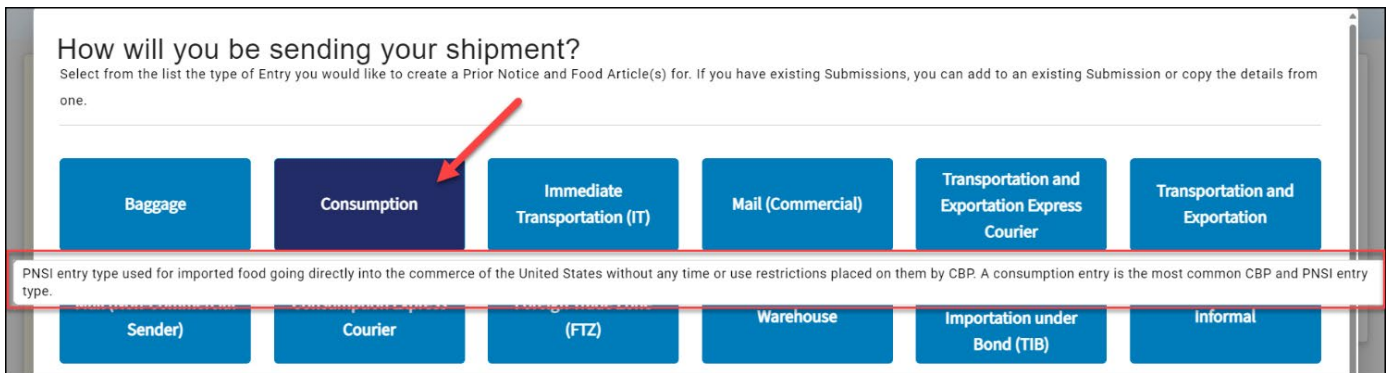 How will you be sending your shipment?
Select from the list the type of Entry you would like to create a Prior Notice and Food Article(s) for. If you have existing Submissions, you can add to an existing Submission or copy the details from
one.
Baggage
Consumption
Immediate
Transportation (IT)
Mail (Commercial)
Transportation and
Exportation Express
Courier
Transportation and
Exportation
PNSI entry type used for imported food going directly into the commerce of the United States without any time or use restrictions placed on them by CBP. A consumption entry is the most common CBP and PNSI entry
type.
Sender)
Courier
(FTZ)
Warehouse
Importation under
Bond (TIB)
Informal